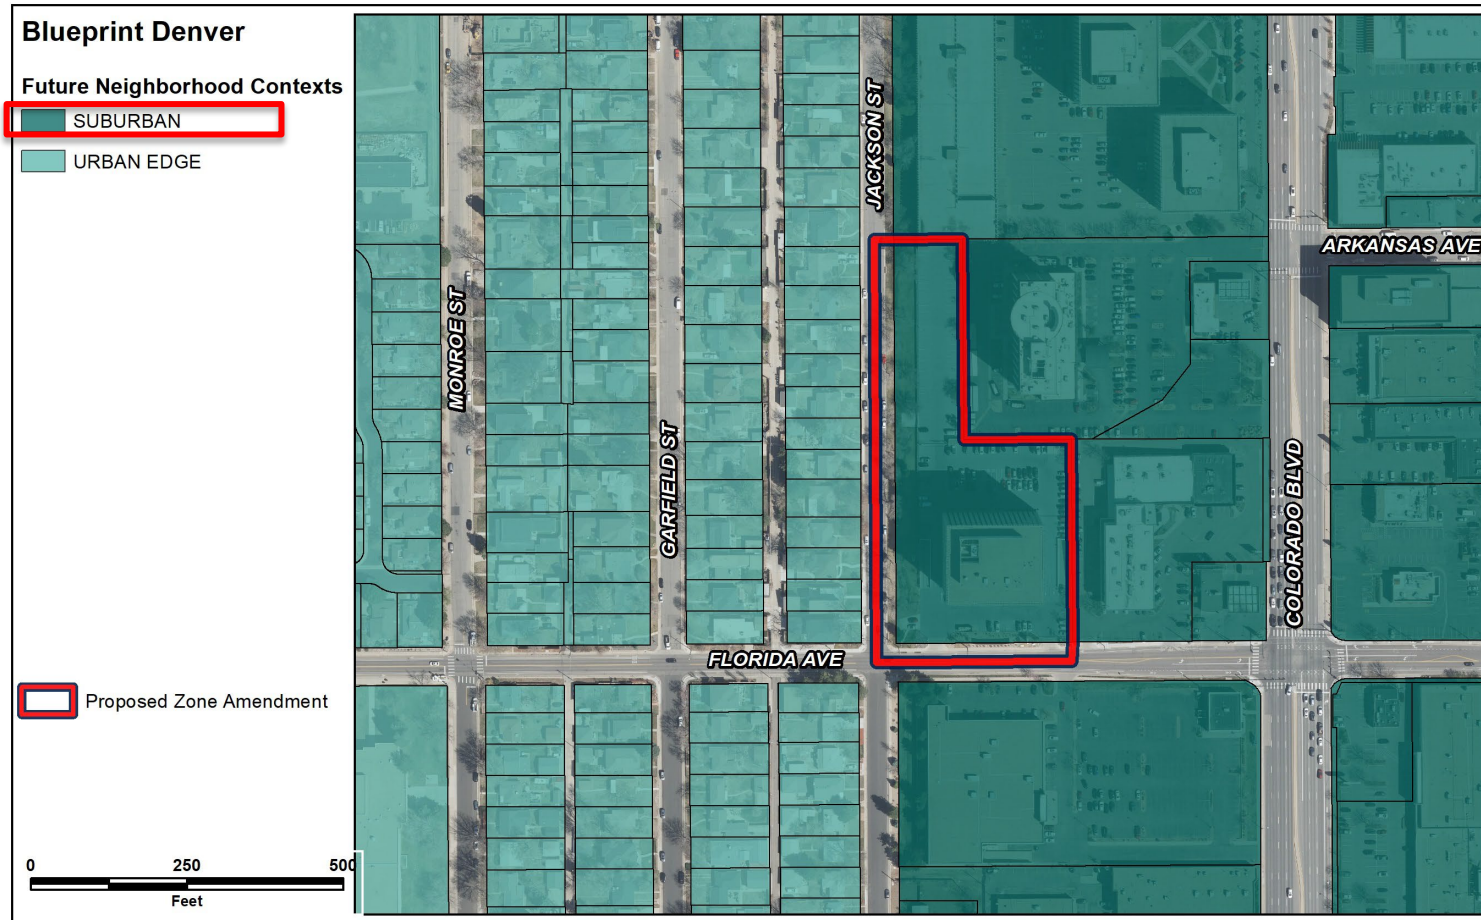 Blueprint Denver
Future Neighborhood Contexts
SUBURBAN
URBAN EDGE
Proposed Zone Amendment
0 250 500
Feet
JACKSON ST
ARKANSAS AVE
MONROE ST
GARFIELD ST
COLORADO BLVD
FLORIDA AVE